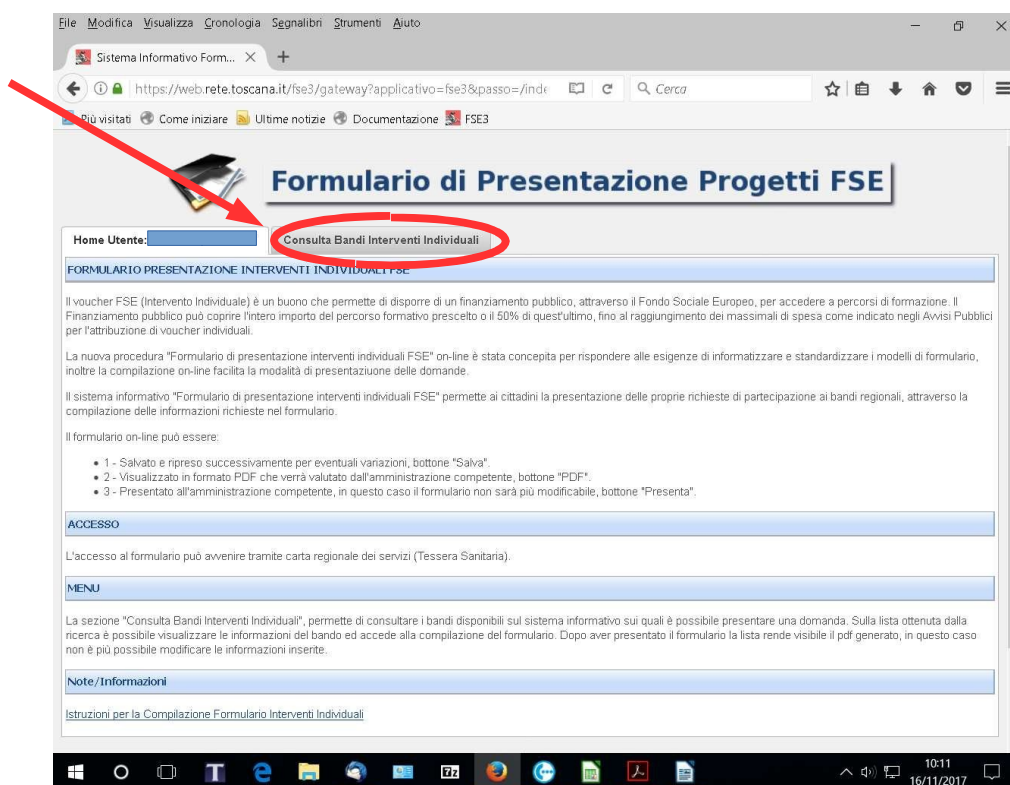 File Modifica Visualizza Cronologia Segnalibri Strumenti Aiuto
Sistema Informativo Form...
https://web.rete.toscana.it/fse3/gateway?applicativo=fse3&passo=/inde
Cerca
Più visitati Come iniziare Ultime notizie Documentazione FSE3
Formulario di Presentazione Progetti FSE
Home Utente: Consulta Bandi Interventi Individuali
FORMULARIO PRESENTAZIONE INTERVENTI INDIVIDUALI FSE
Il voucher FSE (Intervento Individuale) è un buono che permette di disporre di un finanziamento pubblico, attraverso il Fondo Sociale Europeo, per accedere a percorsi di formazione. Il
Finanziamento pubblico può coprire l'intero importo del percorso formativo prescelto o il 50% di quest'ultimo, fino al raggiungimento dei massimali di spesa come indicato negli Avvisi Pubblici
per l'attribuzione di voucher individuali.
La nuova procedura "Formulario di presentazione interventi individuali FSE" on-line è stata concepita per rispondere alle esigenze di informatizzare e standardizzare i modelli di formulario,
inoltre la compilazione on-line facilita la modalità di presentaziuone delle domande.
Il sistema informativo "Formulario di presentazione interventi individuali FSE" permette ai cittadini la presentazione delle proprie richieste di partecipazione ai bandi regionali, attraverso la
compilazione delle informazioni richieste nel formulario.
Il formulario on-line può essere:
• 1 - Salvato e ripreso successivamente per eventuali variazioni, bottone "Salva".
• 2 - Visualizzato in formato PDF che verrà valutato dall'amministrazione competente, bottone "PDF".
• 3 - Presentato all'amministrazione competente, in questo caso il formulario non sarà più modificabile, bottone "Presenta".
ACCESSO
L'accesso al formulario può avvenire tramite carta regionale dei servizi (Tessera Sanitaria).
MENU
La sezione "Consulta Bandi Interventi Individuali", permette di consultare i bandi disponibili sul sistema informativo sui quali è possibile presentare una domanda. Sulla lista ottenuta dalla
ricerca è possibile visualizzare le informazioni del bando ed accede alla compilazione del formulario. Dopo aver presentato il formulario la lista rende visibile il pdf generato, in questo caso
non è più possibile modificare le informazioni inserite.
Note/Informazioni
Istruzioni per la Compilazione Formulario Interventi Individuali
10:11
16/11/2017